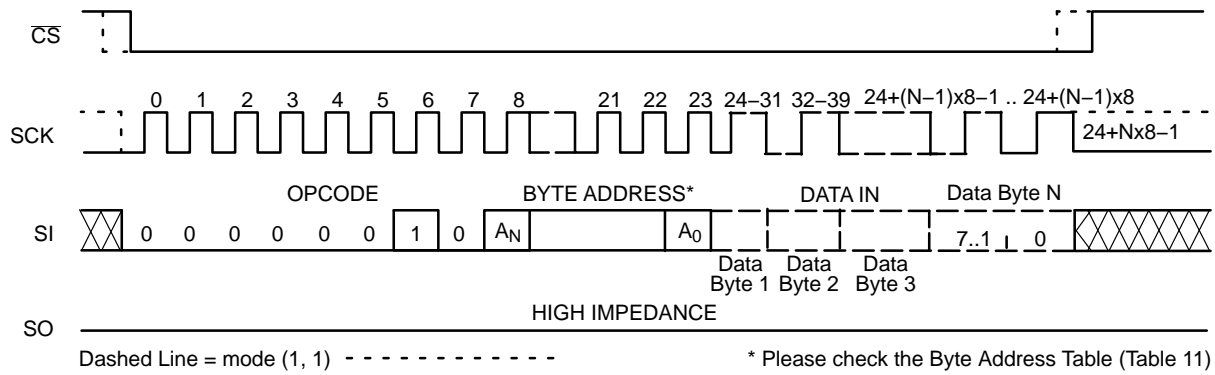 CS
0 1 2 3 4 5 6 7 8 21 22 23 24–31 32–39 24+(N–1)x8–1 .. 24+(N–1)x8
SCK
24+Nx8–1
OPCODE BYTE ADDRESS* DATA IN Data Byte N
SI
0 0 0 0 0 0 1 0 AN A0 7..1 0
Data Byte 1
Data Byte 2
Data Byte 3
HIGH IMPEDANCE
SO
Dashed Line = mode (1, 1)
* Please check the Byte Address Table (Table 11)